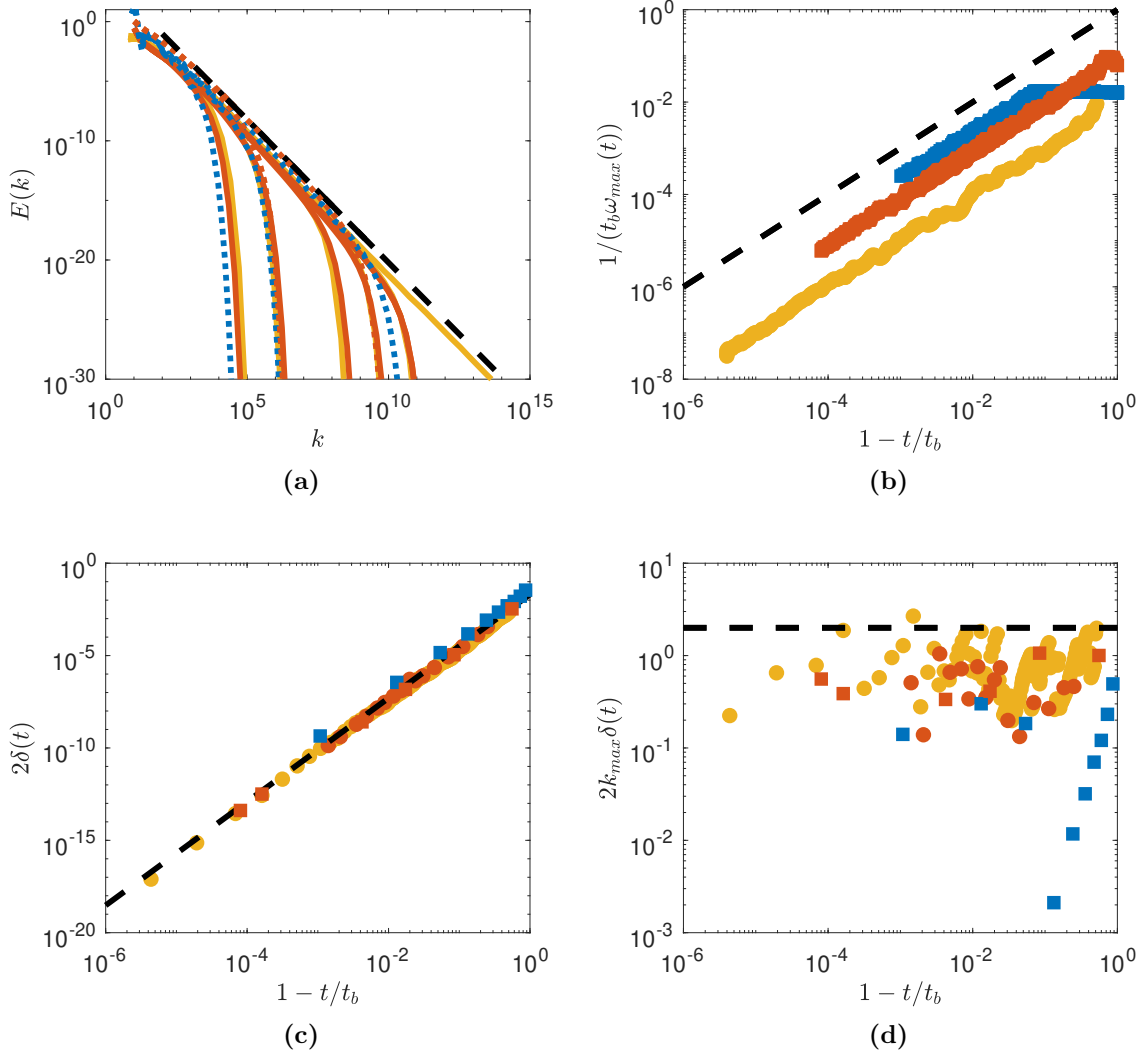 10^0
10^-10
10^-20
10^-30
E(k)
10^0 10^5 10^10 10^15
k
(a)
10^0
10^-2
10^-4
10^-6
10^-8
1/(t_b ω_max(t))
10^-6 10^-4 10^-2 10^0
1 − t/t_b
(b)
10^0
10^-5
10^-10
10^-15
10^-20
2δ(t)
10^-6 10^-4 10^-2 10^0
1 − t/t_b
(c)
10^1
10^0
10^-1
10^-2
10^-3
2k_max δ(t)
10^-6 10^-4 10^-2 10^0
1 − t/t_b
(d)